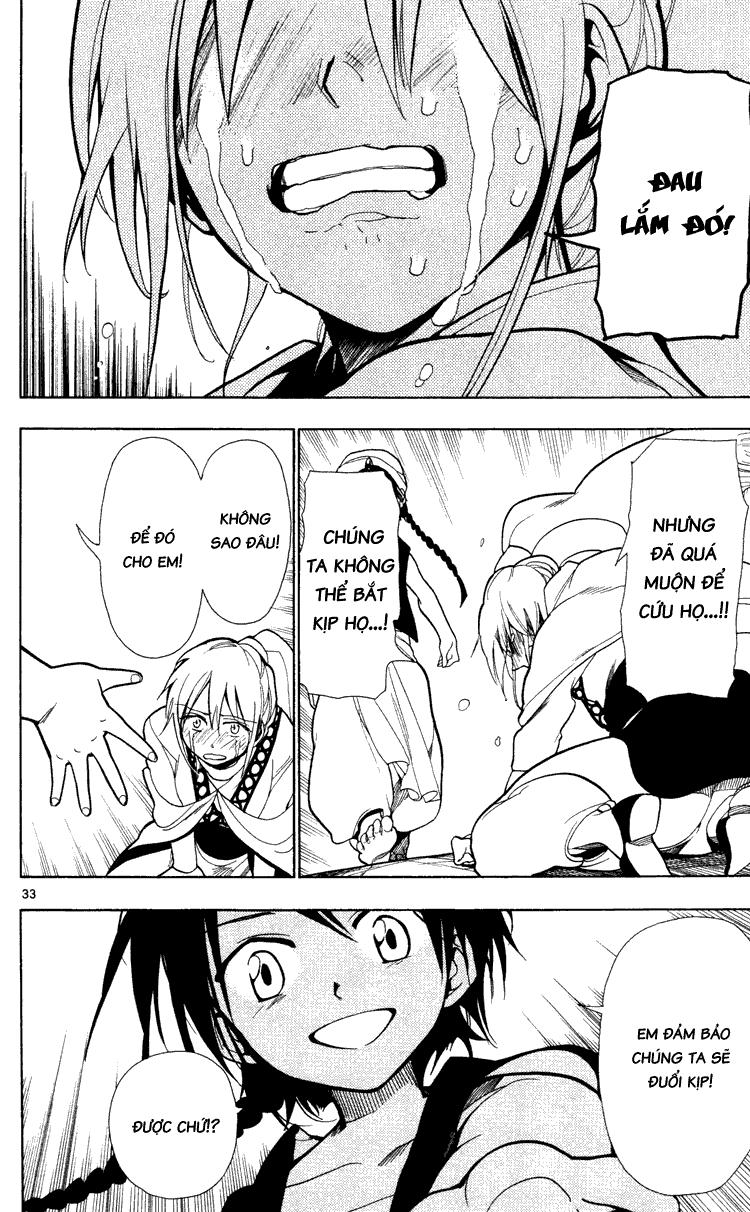 ĐAU
LẮM ĐÓ!
NHƯNG
ĐÃ QUÁ
MUỘN ĐỂ
CỨU HỌ...!!
CHÚNG
TA KHÔNG
THỂ BẮT
KỊP HỌ...!
KHÔNG
SAO ĐÂU!
ĐỂ ĐÓ
CHO EM!
33
EM ĐẢM BẢO
CHÚNG TA SẼ
ĐUỔI KỊP!
ĐƯỢC CHỨ!?